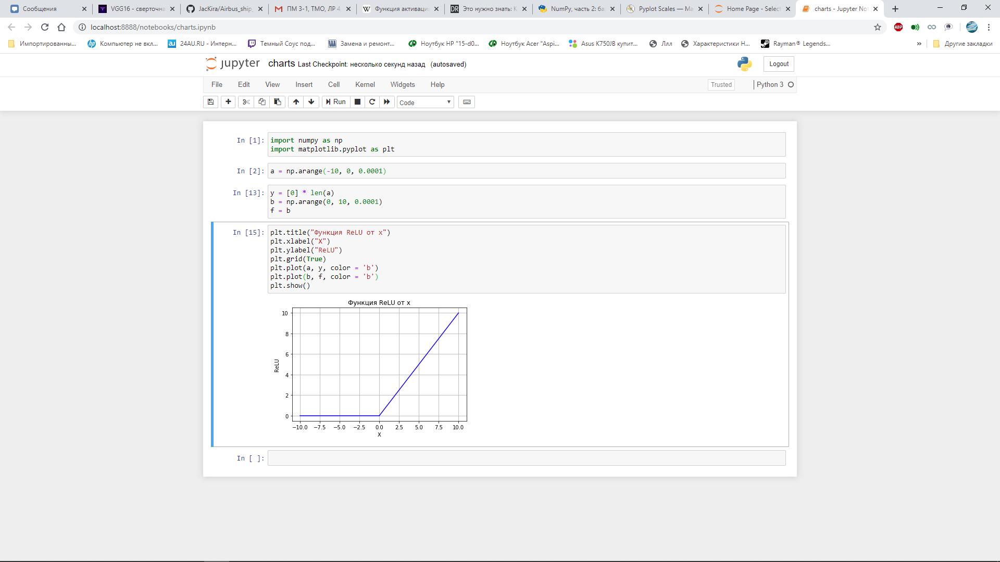 Сообщения
VGG16 - сверточна
JacKira/Airbus_ship_
ПМ 3-1, ТМО, ЛР 4
Функция активаци
Это нужно знать: К
NumPy, часть 2: ба
Pyplot Scales — Ma
Home Page - Select
charts - Jupyter Not
localhost:8888/notebooks/charts.ipynb
Импортированны...
Компьютер не вкл...
24AU.RU - Интерн...
Темный Соус под...
Замена и ремонт...
Ноутбук HP "15-d0...
Ноутбук Acer "Aspi...
Asus K750JB купит...
Ллл
Характеристики Н...
Rayman® Legends...
»
Другие закладки
jupyter charts Last Checkpoint: несколько секунд назад (autosaved)
Logout
File Edit View Insert Cell Kernel Widgets Help
Trusted
Python 3
Run
Code
In [1]: import numpy as np
import matplotlib.pyplot as plt
In [2]: a = np.arange(-10, 0, 0.0001)
In [13]: y = [0] * len(a)
b = np.arange(0, 10, 0.0001)
f = b
In [15]: plt.title("Функция ReLU от x")
plt.xlabel("X")
plt.ylabel("ReLU")
plt.grid(True)
plt.plot(a, y, color = 'b')
plt.plot(b, f, color = 'b')
plt.show()
Функция ReLU от x
10
8
6
4
2
0
ReLU
−10.0 −7.5 −5.0 −2.5 0.0 2.5 5.0 7.5 10.0
X
In [ ]: